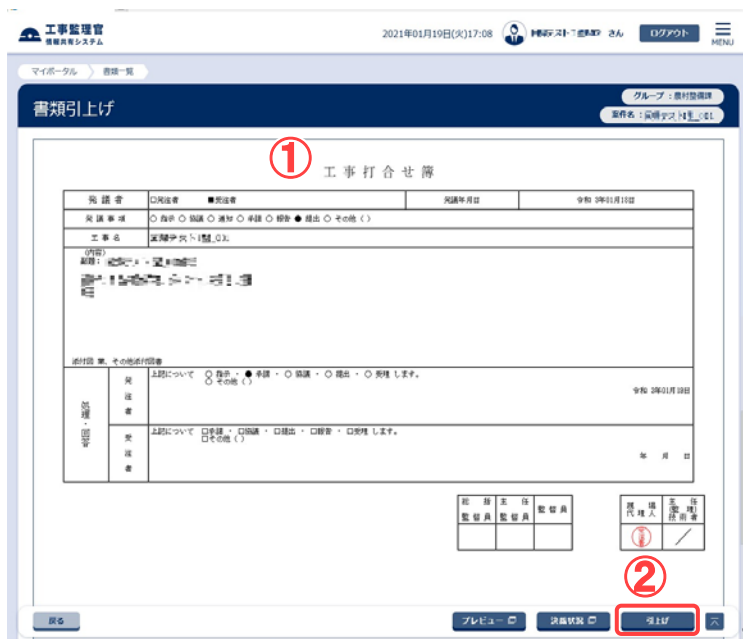 工事監理官
情報共有システム
2021年01月19日(火)17:08
さん
ログアウト
MENU
マイポータル
書類一覧
書類引上げ
グループ：農村整備課
案件名：
①
工事打合せ簿
発議者
□発注者 ■受注者
発議年月日
令和 3年01月18日
発議事項
○ 指示 ○ 協議 ○ 通知 ○ 承諾 ○ 報告 ● 提出 ○ その他 ( )
工事名
(内容)
添付図 葉、その他添付図書
処理・回答
発注者
上記について ○ 指示 ・ ● 承諾 ・ ○ 協議 ・ ○ 提出 ・ ○ 受理 します。
○ その他 ( )
令和 3年01月18日
受注者
上記について □承諾 ・ □協議 ・ □提出 ・ □報告 ・ □受理 します。
□その他 ( )
年 月 日
総括監督員
主任監督員
監督員
現場代理人
主任(監理)技術者
②
戻る
プレビュー
決裁状況
引上げ